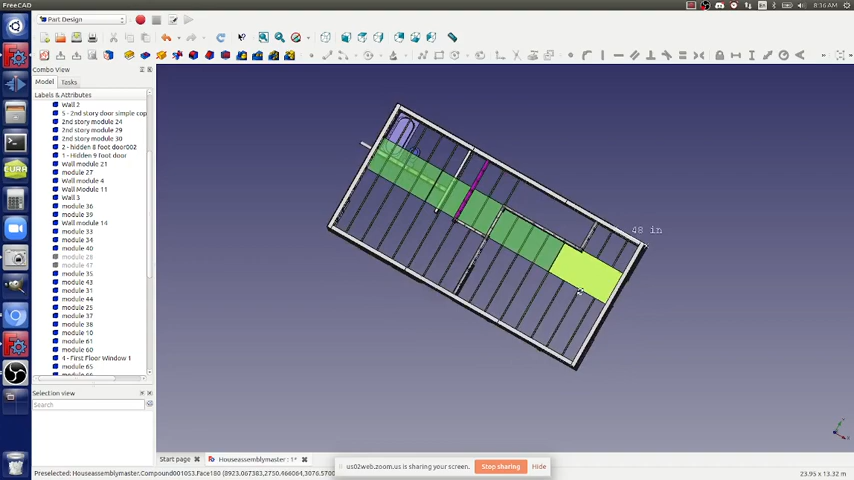 FreeCAD
8:36 AM
Part Design
Combo View
Model Tasks
Labels & Attributes
Wall 2
5 - 2nd story door simple cop
2nd story module 24
2nd story module 29
2nd story module 30
2 - hidden 8 foot door002
1 - Hidden 9 foot door
Wall module 21
module 27
Wall module 4
Wall Module 11
Wall 3
module 36
module 39
Wall module 14
module 33
module 34
module 40
module 28
module 47
module 35
module 43
module 31
module 44
module 25
module 37
module 38
module 10
module 61
module 60
4 - First Floor Window 1
module 65
48 in
Selection view
Search
Start page
Houseassemblymaster : 1*
us02web.zoom.us is sharing your screen. Stop sharing Hide
23.95 x 13.32 m